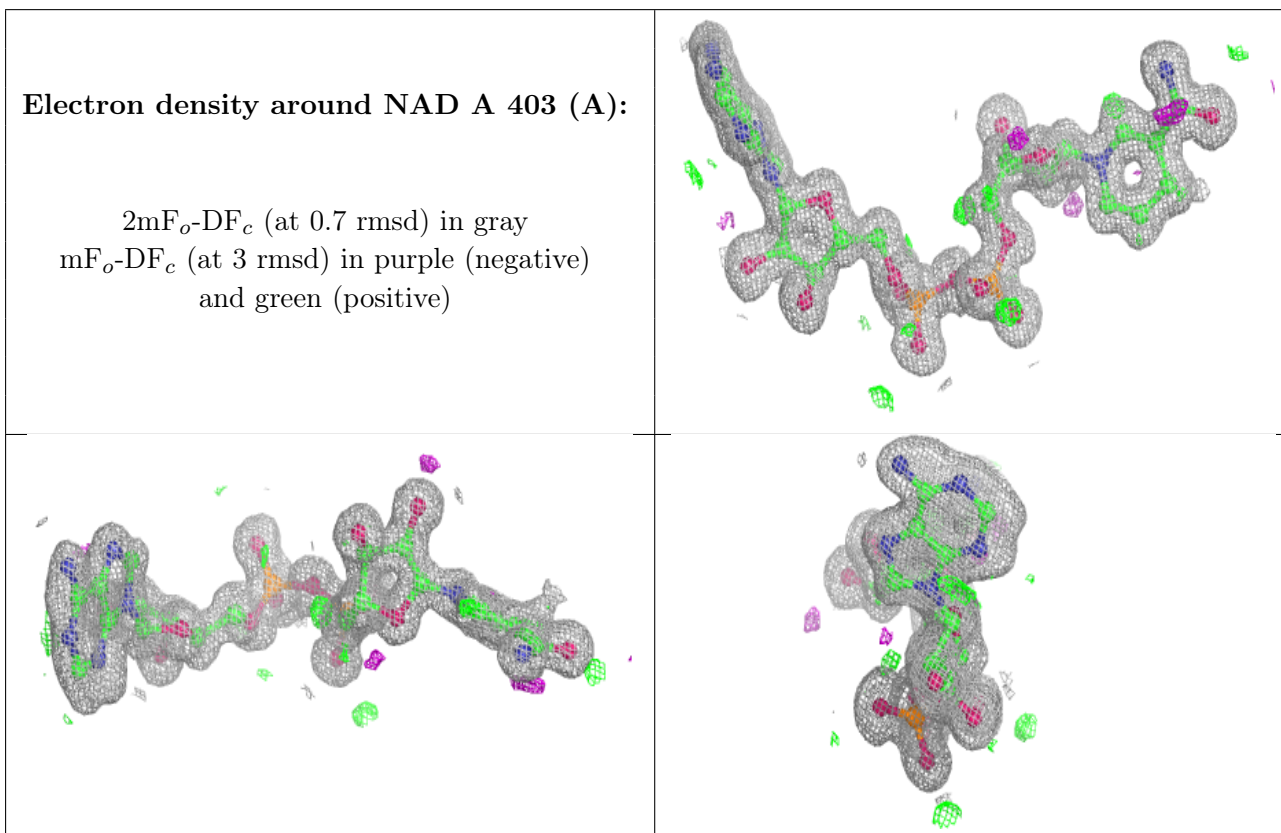 Electron density around NAD A 403 (A):
2mFo-DFc (at 0.7 rmsd) in gray
mFo-DFc (at 3 rmsd) in purple (negative)
and green (positive)